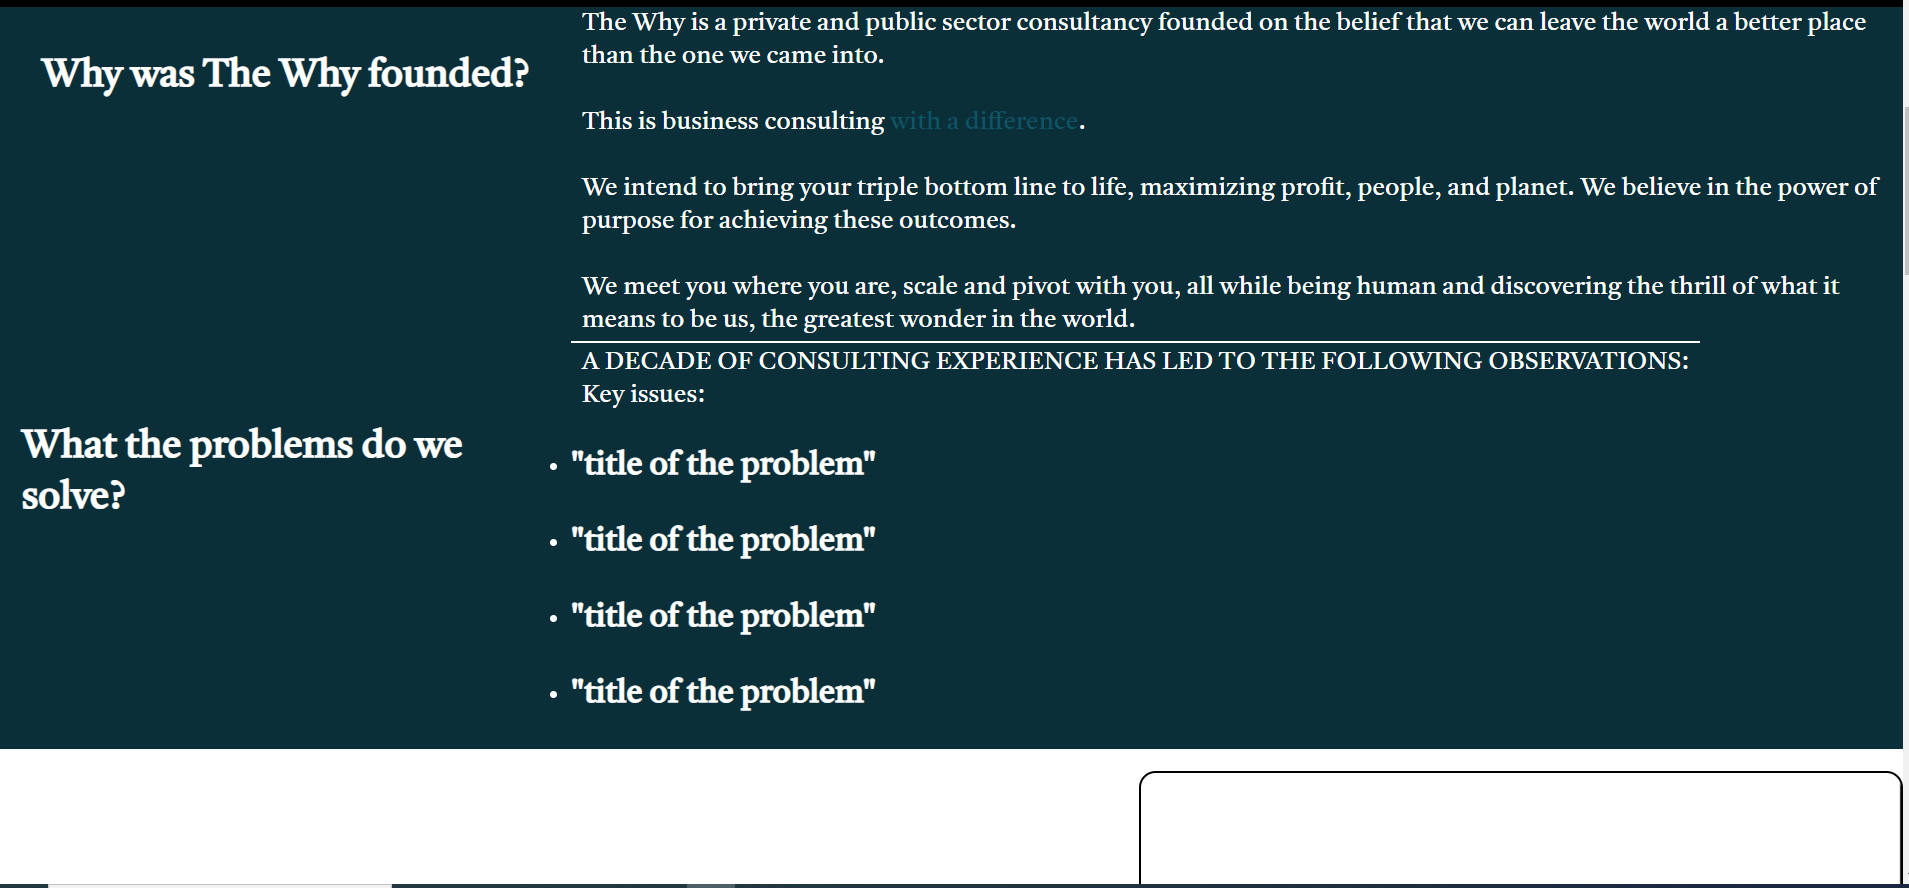 Why was The Why founded?
The Why is a private and public sector consultancy founded on the belief that we can leave the world a better place
than the one we came into.
This is business consulting with a difference.
We intend to bring your triple bottom line to life, maximizing profit, people, and planet. We believe in the power of
purpose for achieving these outcomes.
We meet you where you are, scale and pivot with you, all while being human and discovering the thrill of what it
means to be us, the greatest wonder in the world.
What the problems do we
solve?
A DECADE OF CONSULTING EXPERIENCE HAS LED TO THE FOLLOWING OBSERVATIONS:
Key issues:
• "title of the problem"
• "title of the problem"
• "title of the problem"
• "title of the problem"